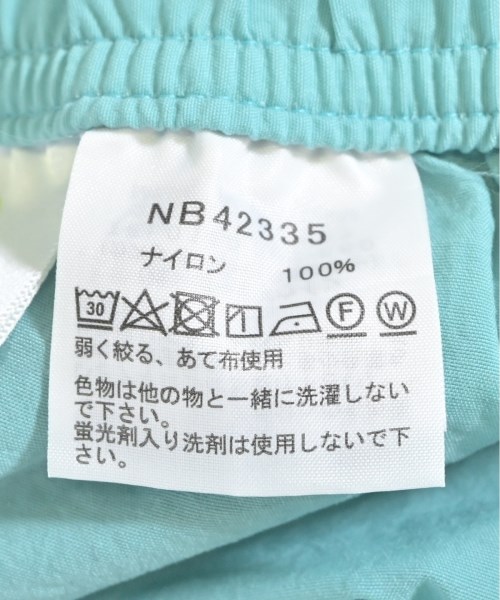 NB42335
ナイロン 100%
30 F W
弱く絞る、あて布使用
色物は他の物と一緒に洗濯しない
で下さい。
蛍光剤入り洗剤は使用しないで下
さい。